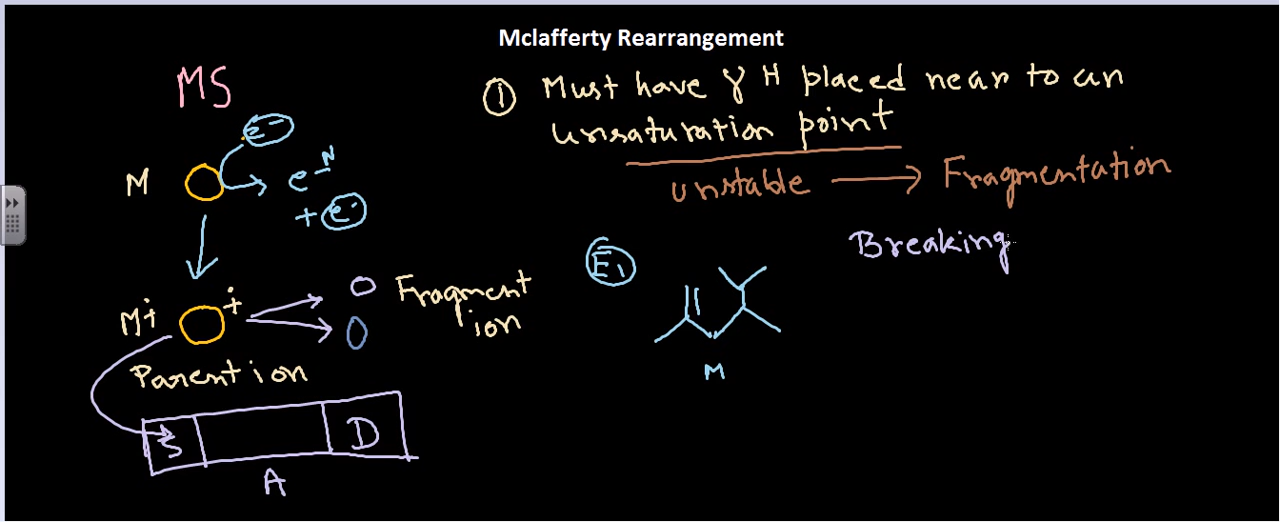 Mclafferty Rearrangement
MS
① Must have γ H placed near to an
unsaturation point
e-
M
e-N
+ e-
unstable → Fragmentation
Breaking
E1
M
M+
+
Fragment
ion
Parent ion
S
D
A